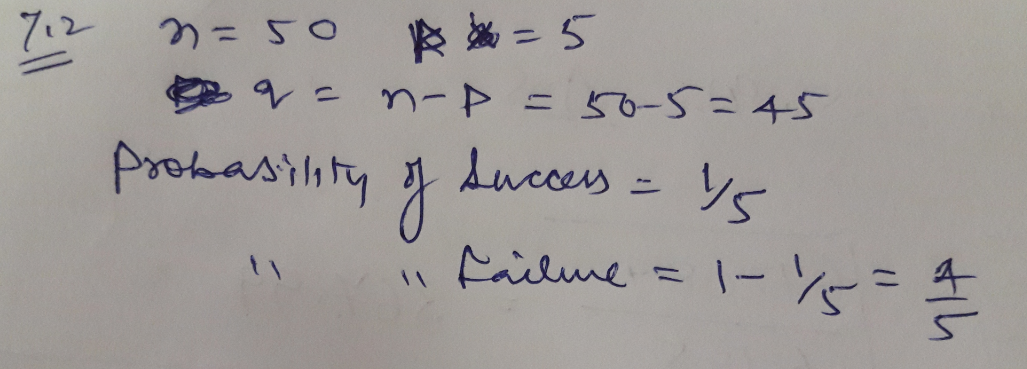 7.2 n = 50 = 5
q = n-p = 50-5 = 45
Probability of Success = 1/5
" " Failure = 1 - 1/5 = 4/5